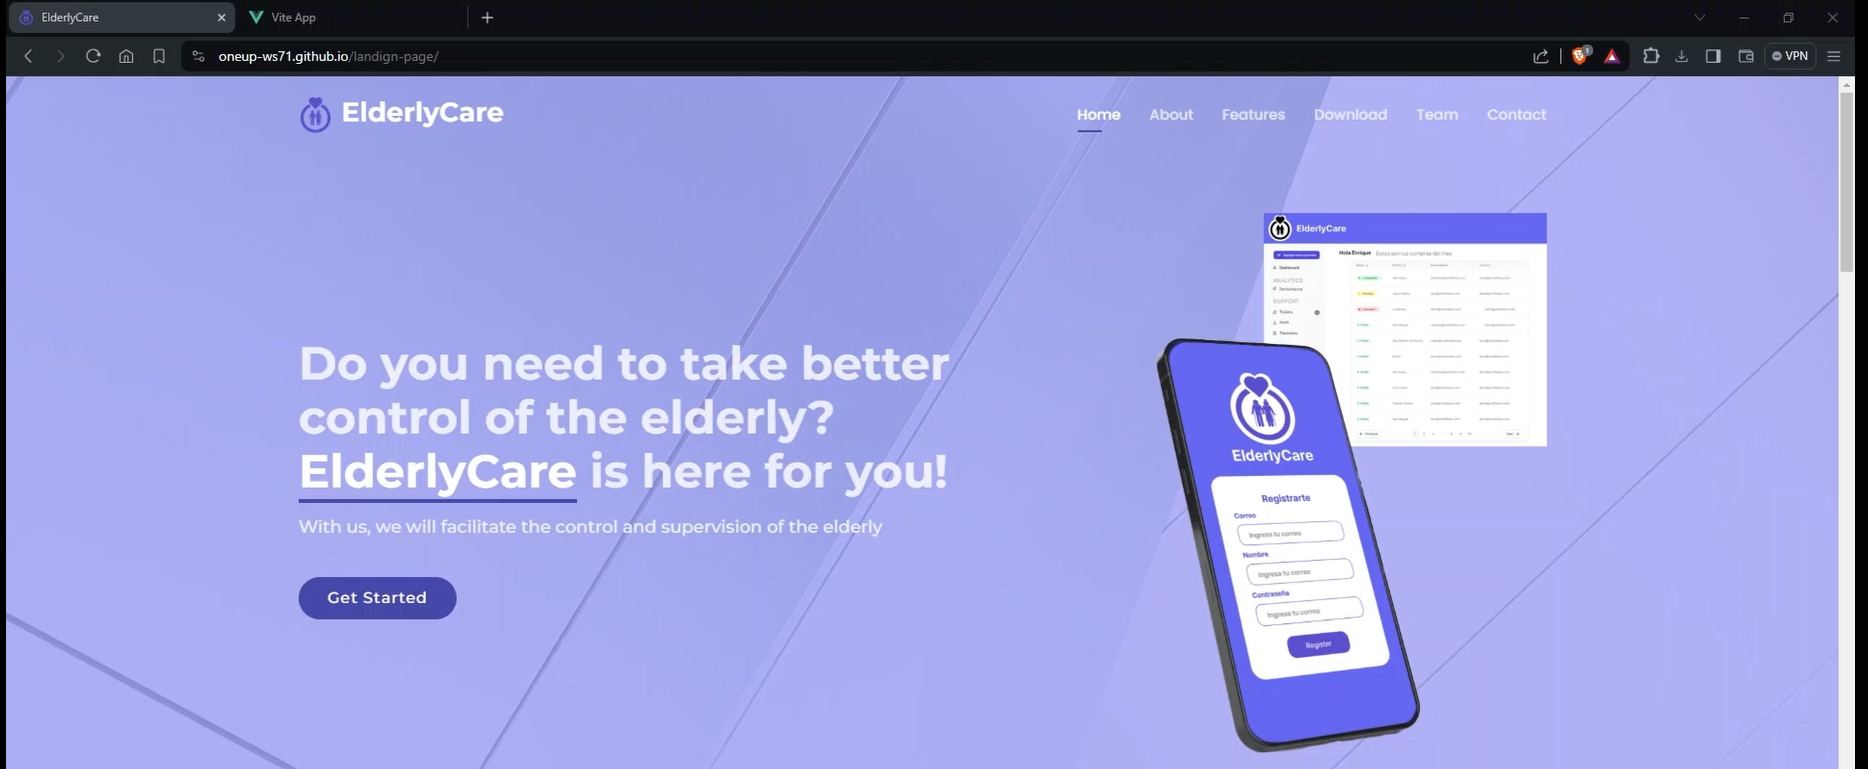 ElderlyCare
Vite App
oneup-ws71.github.io/landign-page/
1
VPN
ElderlyCare
Home
About
Features
Download
Team
Contact
Do you need to take better
control of the elderly?
ElderlyCare is here for you!
With us, we will facilitate the control and supervision of the elderly
Get Started
ElderlyCare
Hola Enrique
Dashboard
ANALYTICS
Performance
SUPPORT
Tickets
ElderlyCare
Registrarte
Correo
Ingresa tu correo
Nombre
Ingresa tu correo
Contraseña
Ingresa tu correo
Register